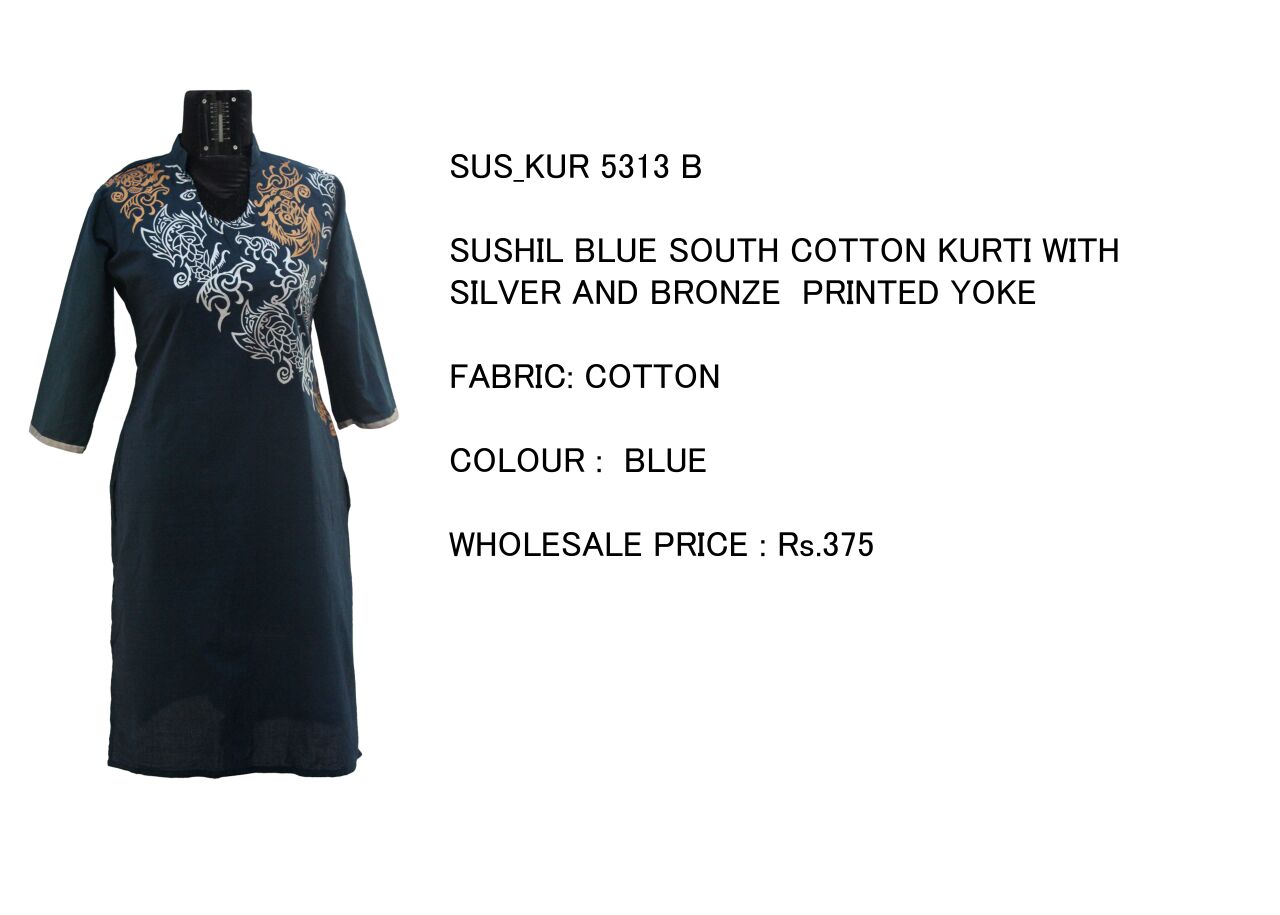 SUS_KUR 5313 B
SUSHIL BLUE SOUTH COTTON KURTI WITH
SILVER AND BRONZE  PRINTED YOKE
FABRIC: COTTON
COLOUR :  BLUE
WHOLESALE PRICE : Rs.375